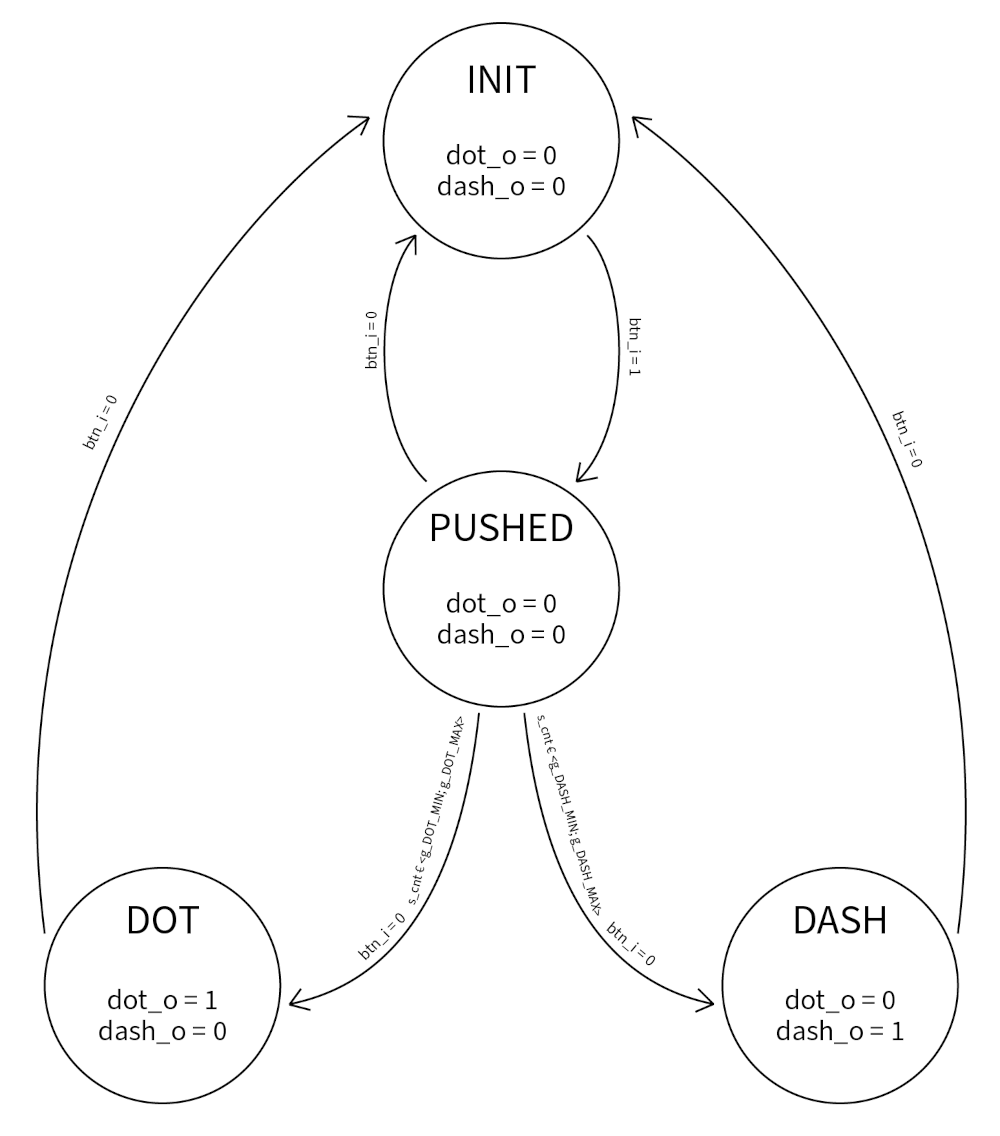 INIT
dot_o = 0
dash_o = 0
btn_i = 0
btn_i = 1
btn_i = 0
btn_i = 0
PUSHED
dot_o = 0
dash_o = 0
s_cnt € <g_DOT_MIN; g_DOT_MAX>
btn_i = 0
s_cnt € <g_DASH_MIN; g_DASH_MAX>
btn_i = 0
DOT
dot_o = 1
dash_o = 0
DASH
dot_o = 0
dash_o = 1